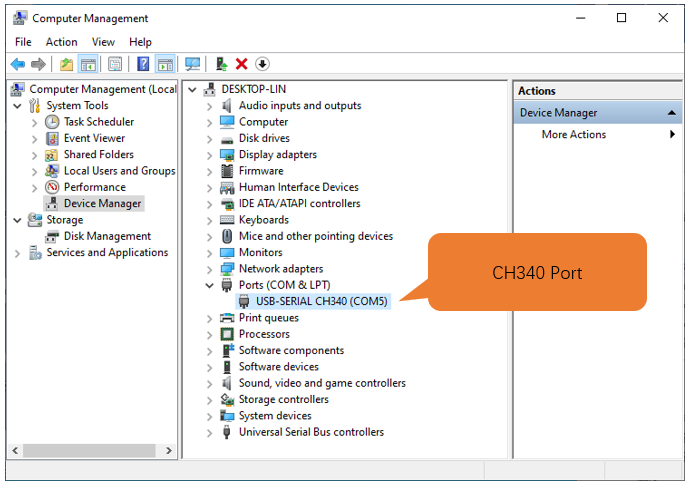 Computer Management
File Action View Help
Computer Management (Local
System Tools
Task Scheduler
Event Viewer
Shared Folders
Local Users and Groups
Performance
Device Manager
Storage
Disk Management
Services and Applications
DESKTOP-LIN
Audio inputs and outputs
Computer
Disk drives
Display adapters
Firmware
Human Interface Devices
IDE ATA/ATAPI controllers
Keyboards
Mice and other pointing devices
Monitors
Network adapters
Ports (COM & LPT)
USB-SERIAL CH340 (COM5)
Print queues
Processors
Software components
Software devices
Sound, video and game controllers
Storage controllers
System devices
Universal Serial Bus controllers
CH340 Port
Actions
Device Manager
More Actions